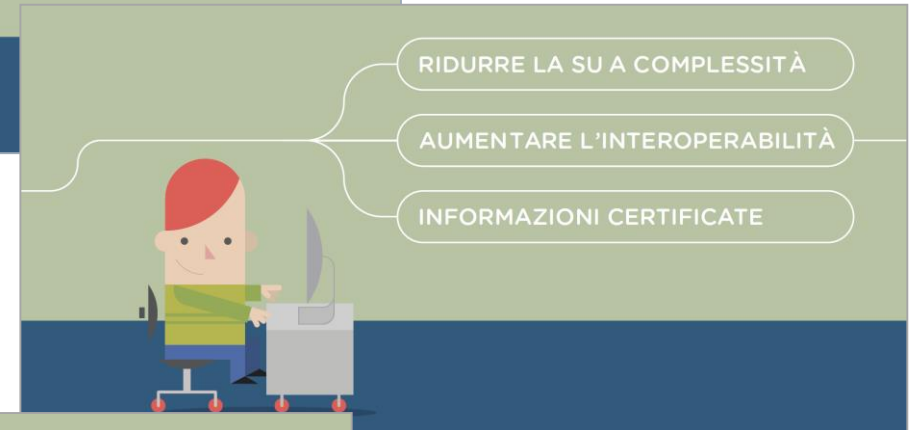 RIDURRE LA SU A COMPLESSITÀ
AUMENTARE L'INTEROPERABILITÀ
INFORMAZIONI CERTIFICATE